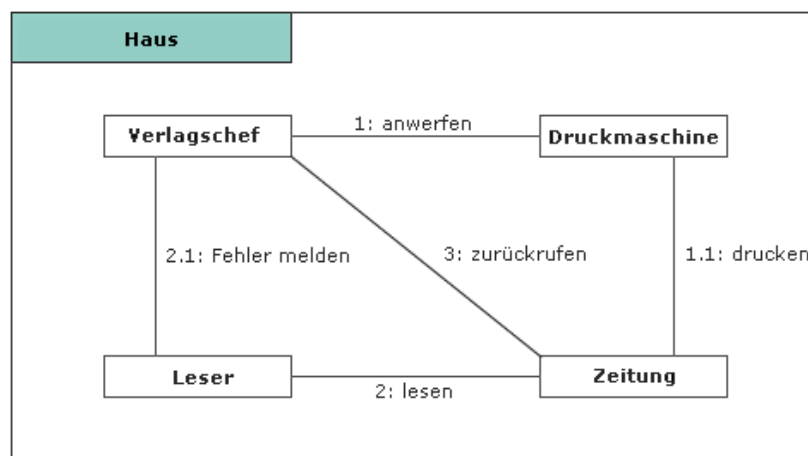 Haus
Verlagschef
1: anwerfen
Druckmaschine
2.1: Fehler melden
3: zurückrufen
1.1: drucken
Leser
2: lesen
Zeitung